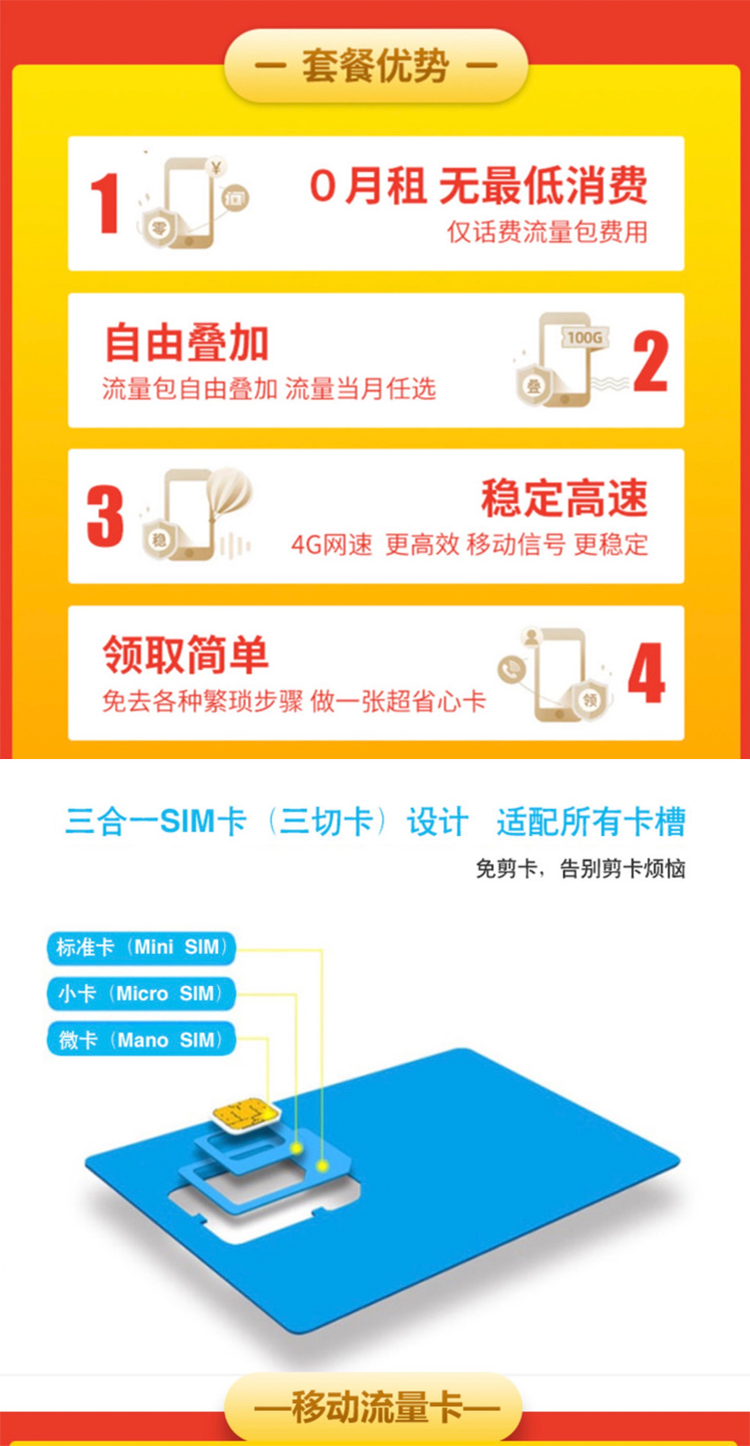 套餐优势
1
¥
零
0月租 无最低消费
仅话费流量包费用
自由叠加
流量包自由叠加 流量当月任选
100G
叠
2
3
稳
稳定高速
4G网速 更高效 移动信号 更稳定
领取简单
免去各种繁琐步骤 做一张超省心卡
领
4
三合一SIM卡（三切卡）设计 适配所有卡槽
免剪卡，告别剪卡烦恼
标准卡（Mini SIM）
小卡（Micro SIM）
微卡（Mano SIM）
移动流量卡